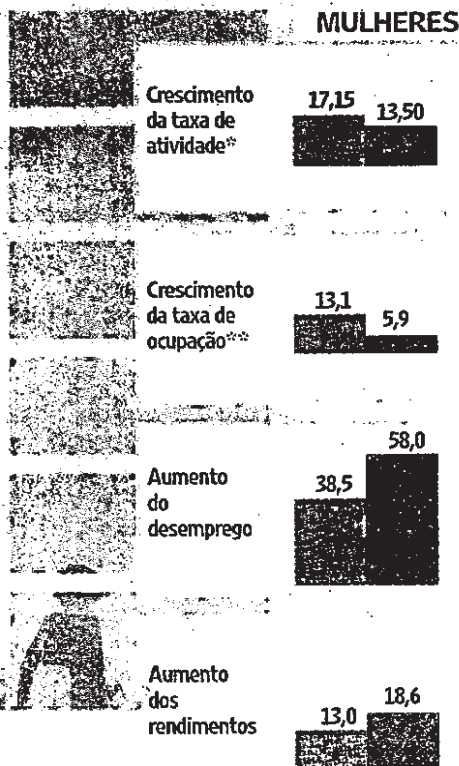 MULHERES
Crescimento
da taxa de
atividade*
17,15
13,50
Crescimento
da taxa de
ocupação**
13,1
5,9
Aumento
do
desemprego
38,5
58,0
Aumento
dos
rendimentos
13,0
18,6